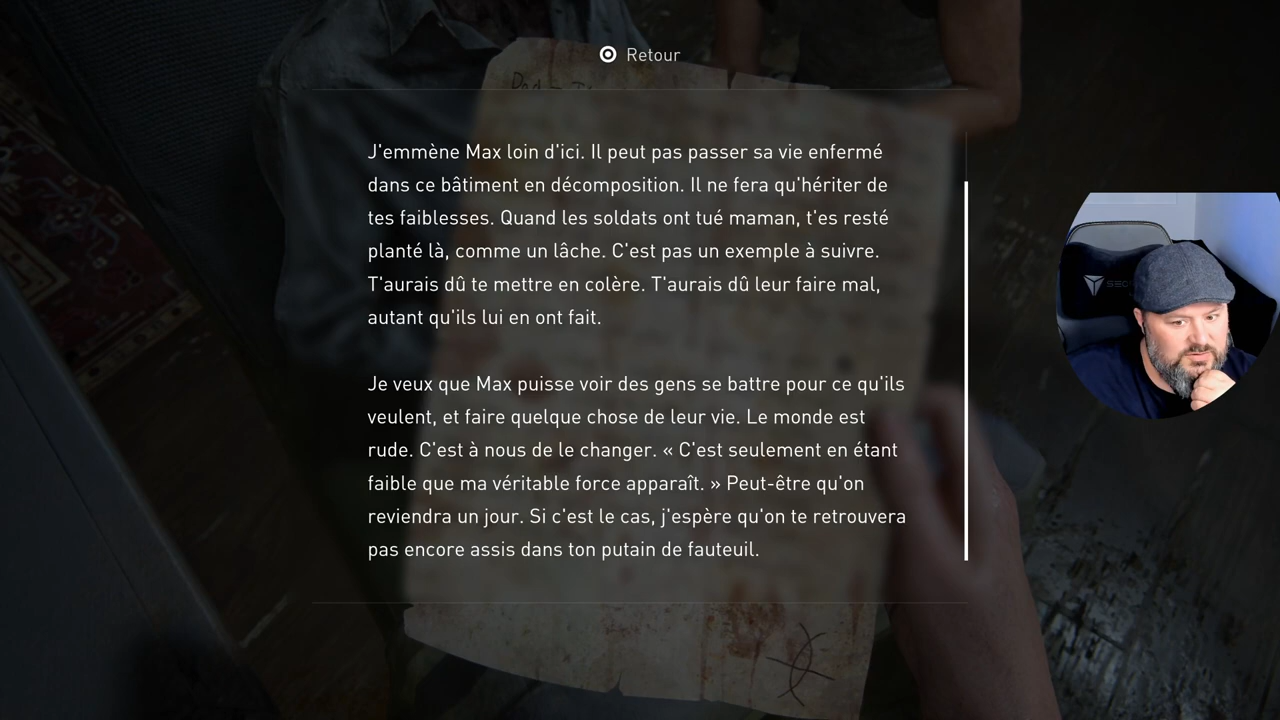 Retour
J'emmène Max loin d'ici. Il peut pas passer sa vie enfermé
dans ce bâtiment en décomposition. Il ne fera qu'hériter de
tes faiblesses. Quand les soldats ont tué maman, t'es resté
planté là, comme un lâche. C'est pas un exemple à suivre.
T'aurais dû te mettre en colère. T'aurais dû leur faire mal,
autant qu'ils lui en ont fait.
Je veux que Max puisse voir des gens se battre pour ce qu'ils
veulent, et faire quelque chose de leur vie. Le monde est
rude. C'est à nous de le changer. « C'est seulement en étant
faible que ma véritable force apparaît. » Peut-être qu'on
reviendra un jour. Si c'est le cas, j'espère qu'on te retrouvera
pas encore assis dans ton putain de fauteuil.